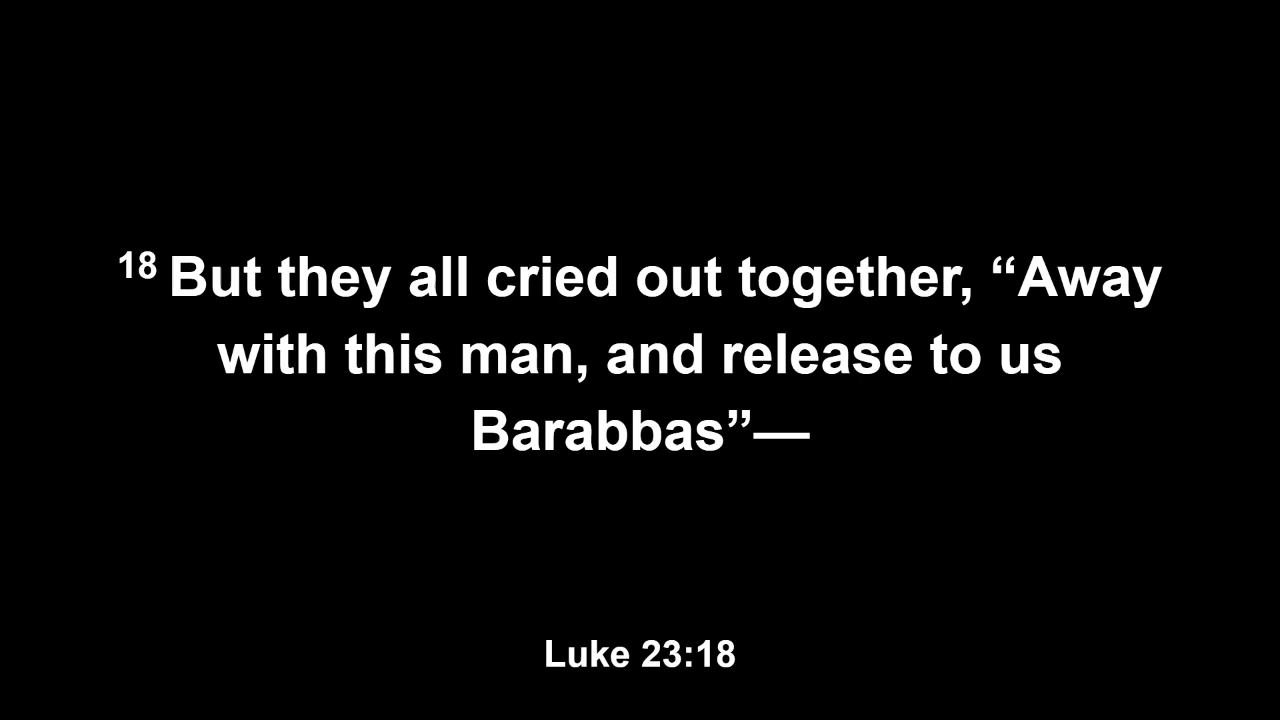 18 But they all cried out together, “Away
with this man, and release to us
Barabbas”—
Luke 23:18